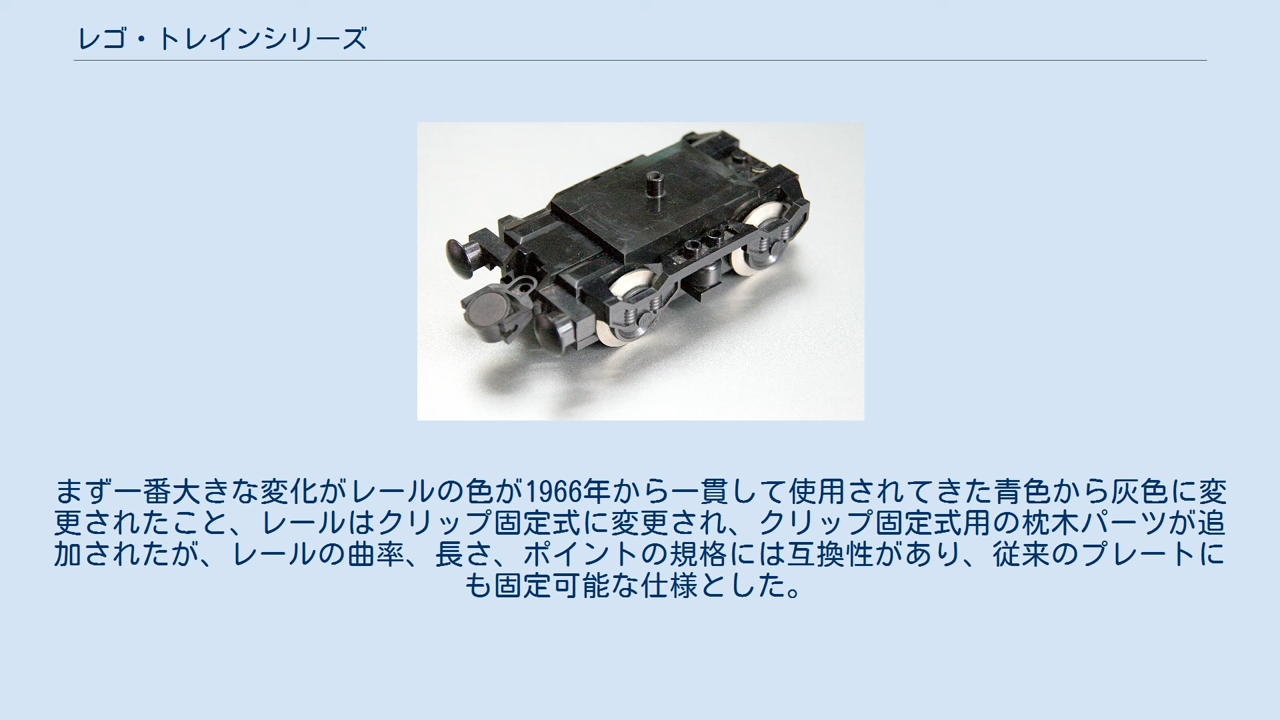 レゴ・トレインシリーズ
まず一番大きな変化がレールの色が1966年から一貫して使用されてきた青色から灰色に変
更されたこと、レールはクリップ固定式に変更され、クリップ固定式用の枕木パーツが追
加されたが、レールの曲率、長さ、ポイントの規格には互換性があり、従来のプレートに
も固定可能な仕様とした。